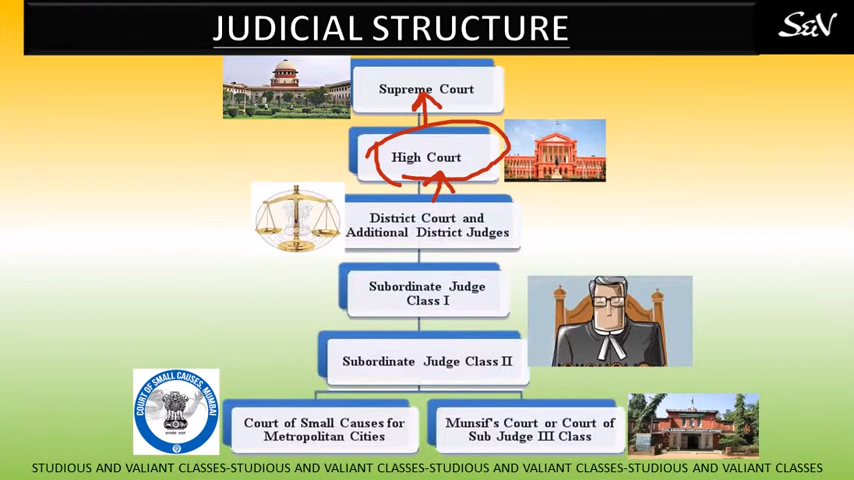 JUDICIAL STRUCTURE
S&V
Supreme Court
High Court
District Court and
Additional District Judges
Subordinate Judge
Class I
Subordinate Judge Class II
COURT OF SMALL CAUSES, MUMBAI
Court of Small Causes for
Metropolitan Cities
Munsif's Court or Court of
Sub Judge III Class
STUDIOUS AND VALIANT CLASSES-STUDIOUS AND VALIANT CLASSES-STUDIOUS AND VALIANT CLASSES-STUDIOUS AND VALIANT CLASSES